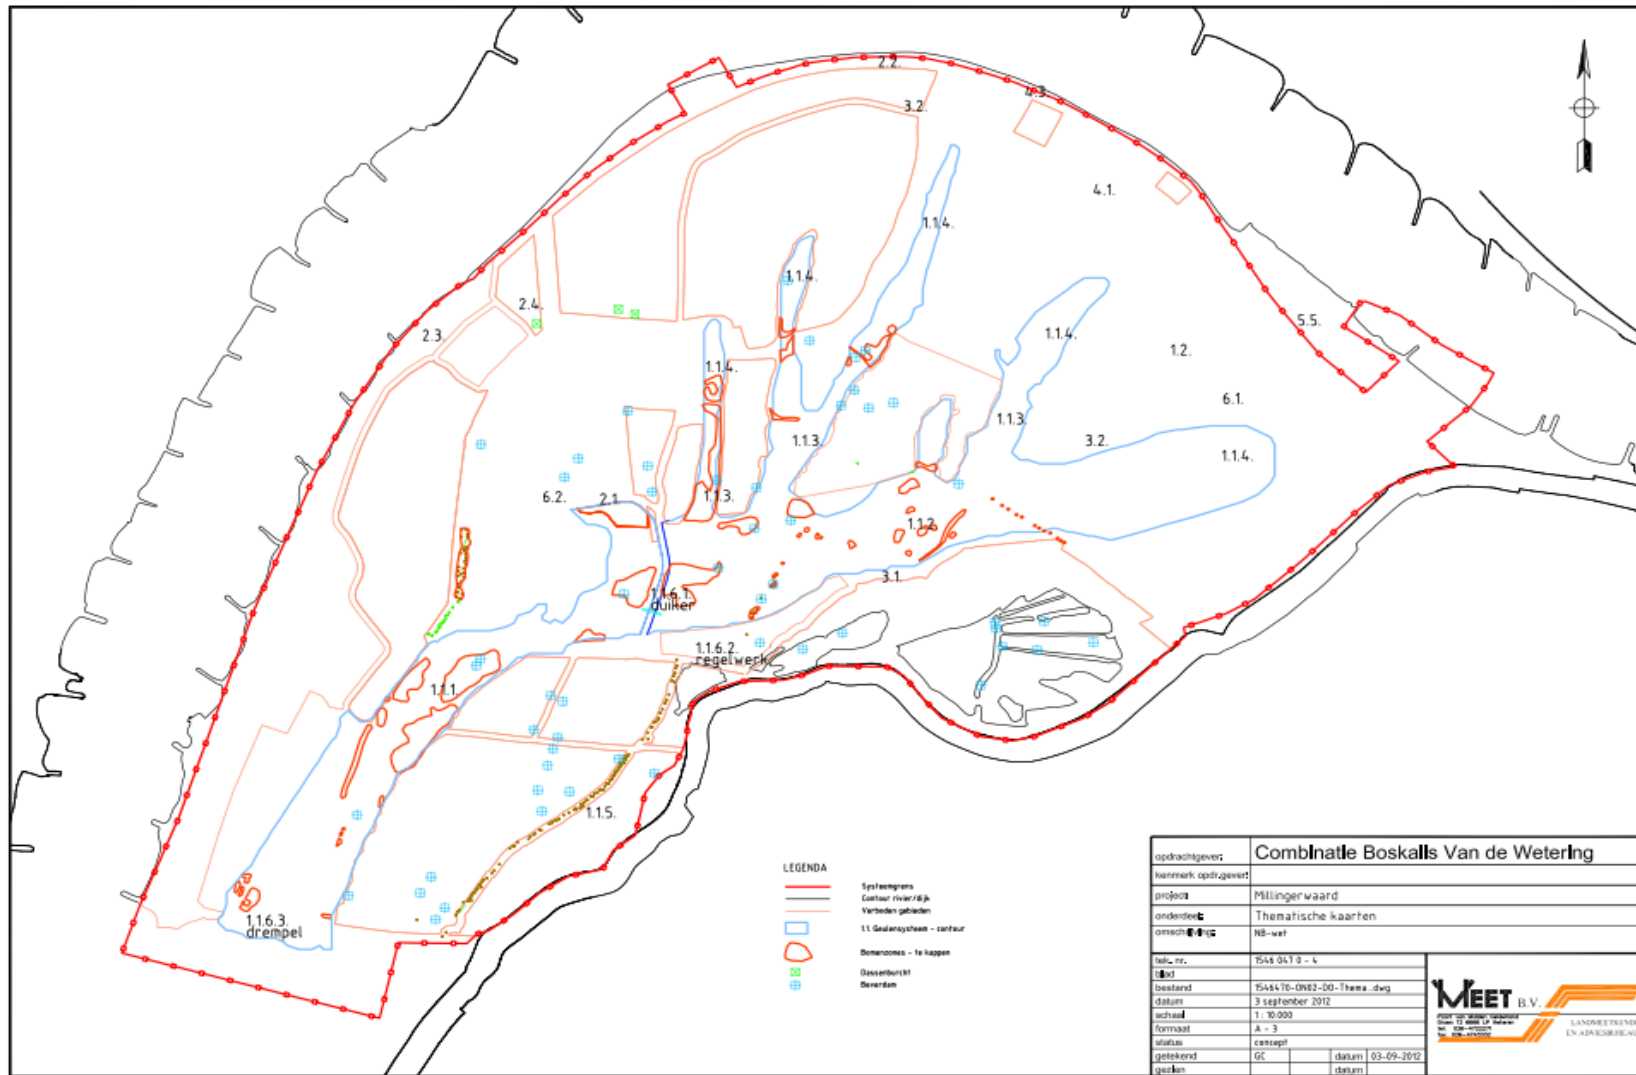 2.2.
4.3
3.2.
4.1.
1.1.4.
1.1.4.
2.4.
5.5.
2.3.
1.1.4.
1.2.
1.1.4.
6.1.
1.1.3.
1.1.3.
3.2.
1.1.4.
6.2.
2.1.
1.1.3.
1.1.2.
3.1.
1.1.6.1.
duiker
1.1.6.2.
regelwerk
1.1.1.
1.1.5.
1.1.6.3.
drempel
LEGENDA
Systeemgrens
Contour rivier/dijk
Verboden gebieden
1.1. Geulensysteem - contour
Bomenzones - te kappen
Dassenburcht
Beverdam
opdrachtgever: Combinatie Boskalis Van de Wetering
kenmerk opdr.gever:
project: Millingerwaard
onderdeel: Thematische kaarten
omschrijving: NB-wet
tek. nr. 1546 047 0 - 4
blad
bestand 1546470-ON02-DO-Thema..dwg
datum 3 september 2012
schaal 1 : 10.000
formaat A - 3
status concept
getekend GC datum 03-09-2012
gezien datum
MEET B.V.
LANDMEETKUNDIG
EN ADVIESBUREAU